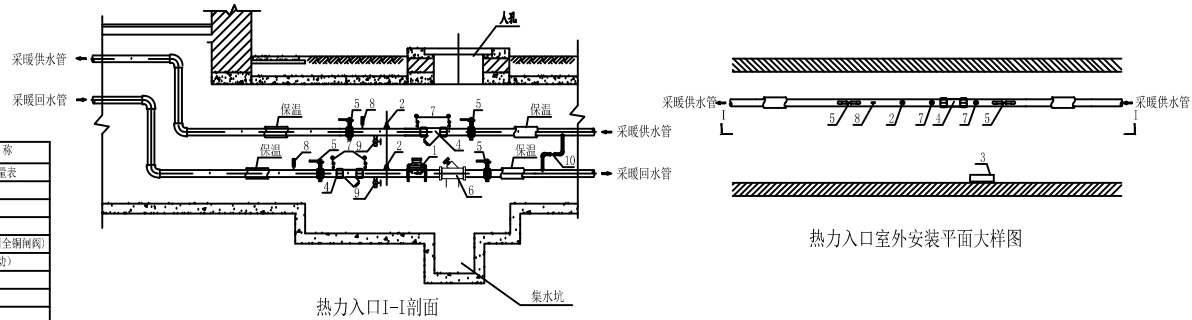 人孔
采暖供水管
采暖回水管
保温 5 8 2 7 5 保温
采暖供水管
保温 8 5 7 9 2 1 4 5 保温 10
采暖回水管
4 9 6
集水坑
热力入口I-I剖面
称
量表
全铜闸阀)
动)
采暖供水管 采暖供水管
I 5 8 2 7 4 7 5 I
3
热力入口室外安装平面大样图